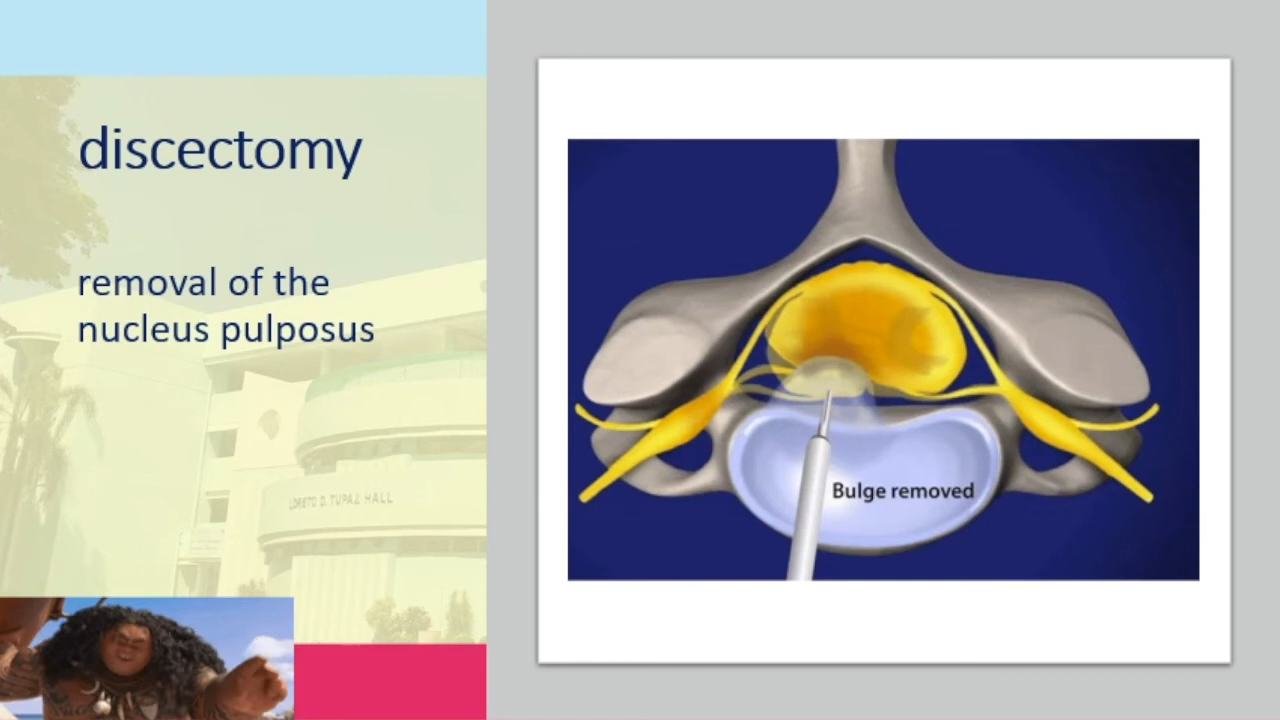 discectomy
removal of the
nucleus pulposus
LORETO D. TUPAZ HALL
Bulge removed